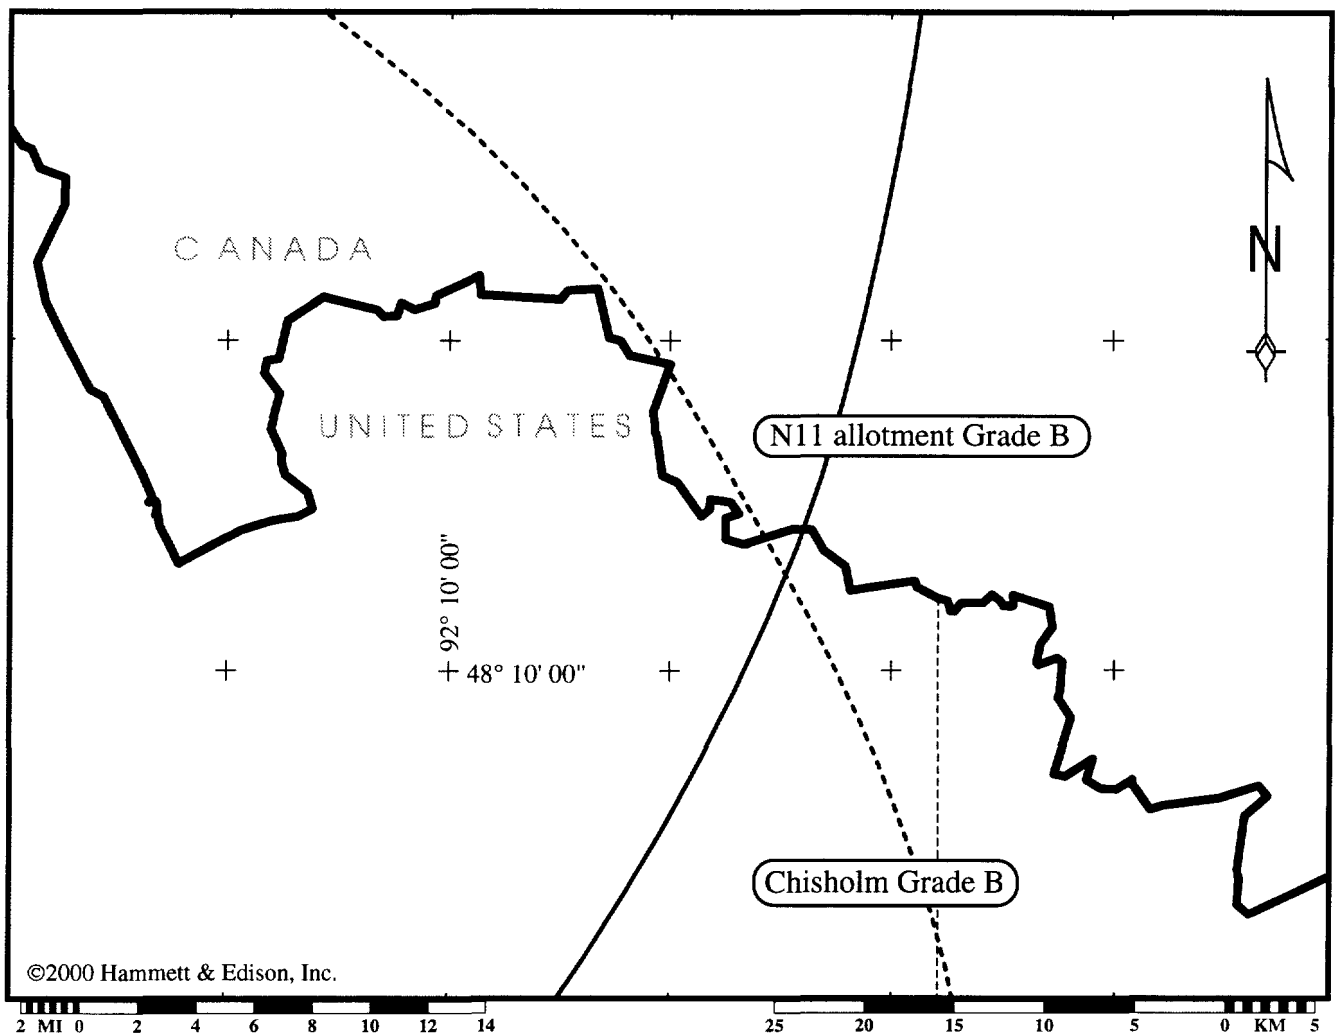 CANADA
N
UNITED STATES
N11 allotment Grade B
92° 10' 00"
48° 10' 00"
Chisholm Grade B
©2000 Hammett & Edison, Inc.
2 MI 0 2 4 6 8 10 12 14 25 20 15 10 5 0 KM 5